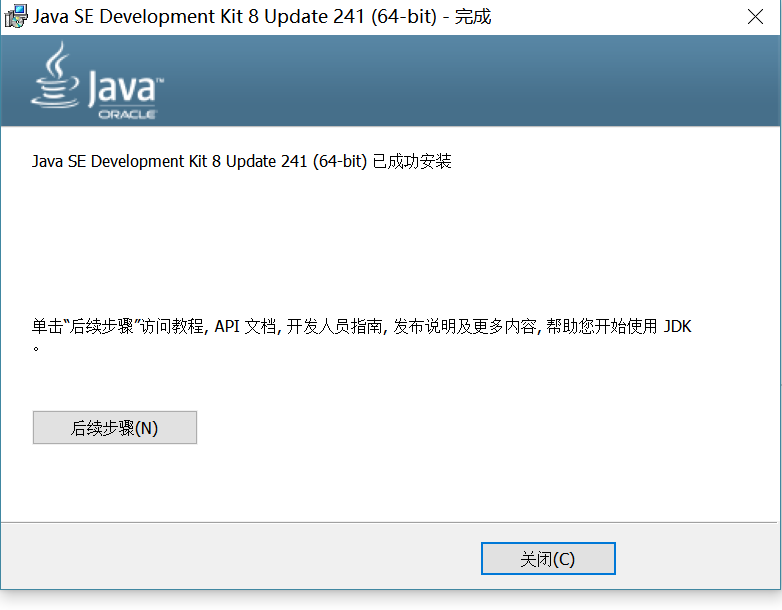 Java SE Development Kit 8 Update 241 (64-bit) - 完成
Java™
ORACLE
Java SE Development Kit 8 Update 241 (64-bit) 已成功安装
单击“后续步骤”访问教程, API 文档, 开发人员指南, 发布说明及更多内容, 帮助您开始使用 JDK
。
后续步骤(N)
关闭(C)